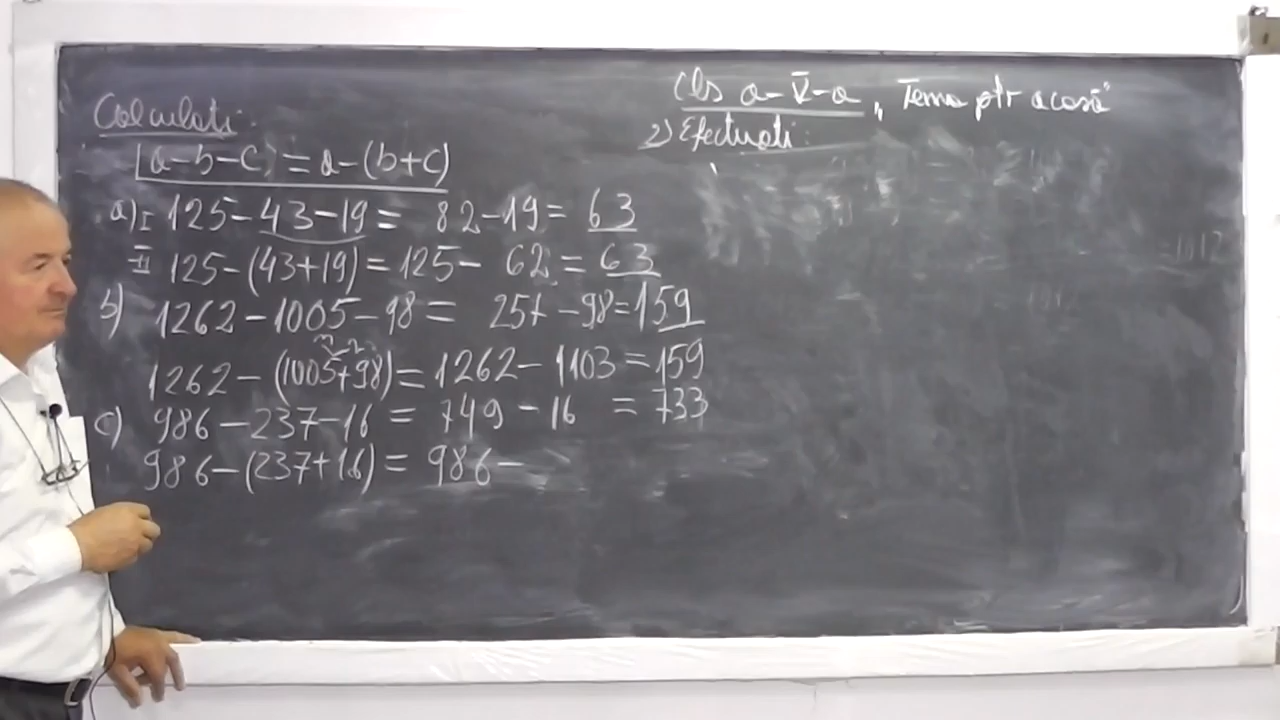 Calculati:
a-b-c = a-(b+c)
a) I 125-43-19= 82-19= 63
II 125-(43+19)=125- 62 = 63
b) 1262-1005-98= 257-98=159
1262-(1005+98)=1262-1103=159
c) 986-237-16 = 749-16 = 733
986-(237+16)= 986-
Cls a-V-a „Tema ptr acasă"
2) Efectuati: